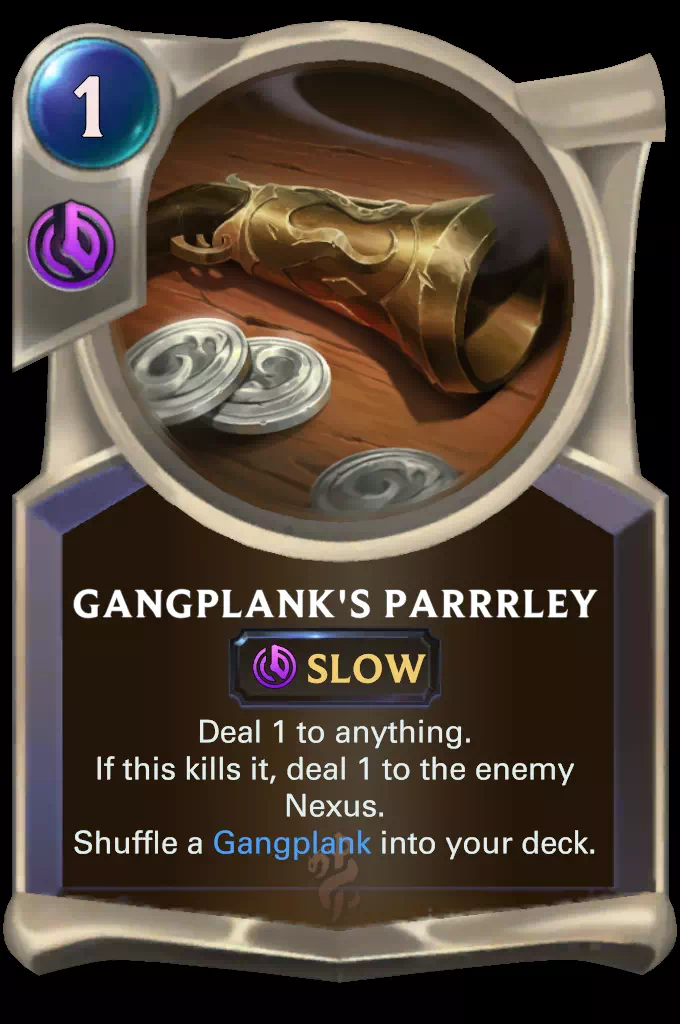 1
GANGPLANK'S PARRRLEY
SLOW
Deal 1 to anything.
If this kills it, deal 1 to the enemy
Nexus.
Shuffle a Gangplank into your deck.